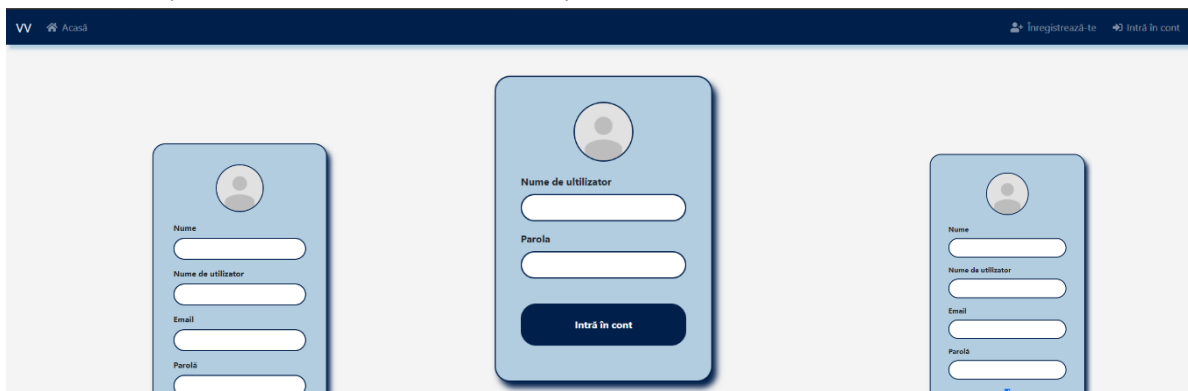 VV Acasă Înregistrează-te Intră în cont
Nume
Nume de utilizator
Email
Parolă
Nume de ultilizator
Parola
Intră în cont
Nume
Nume de utilizator
Email
Parolă